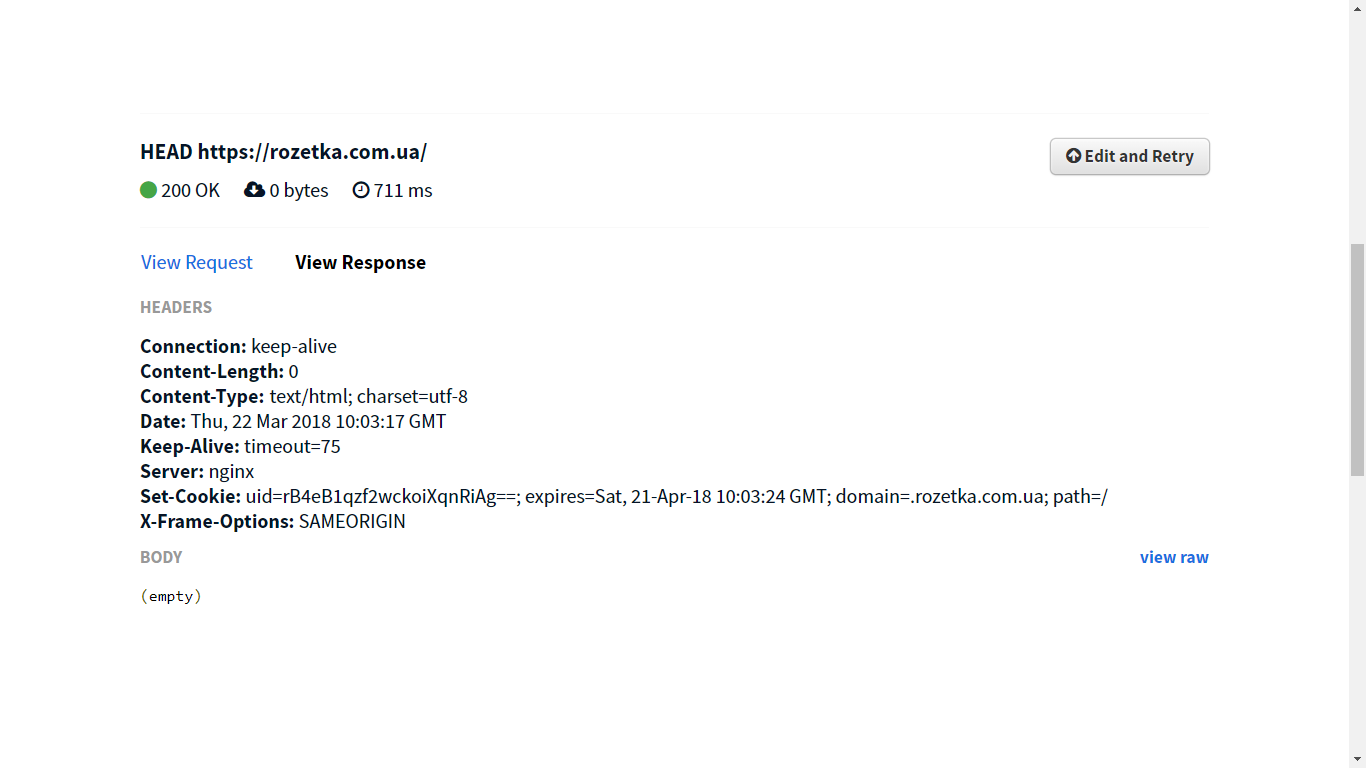 HEAD https://rozetka.com.ua/
Edit and Retry
200 OK 0 bytes 711 ms
View Request View Response
HEADERS
Connection: keep-alive
Content-Length: 0
Content-Type: text/html; charset=utf-8
Date: Thu, 22 Mar 2018 10:03:17 GMT
Keep-Alive: timeout=75
Server: nginx
Set-Cookie: uid=rB4eB1qzf2wckoiXqnRiAg==; expires=Sat, 21-Apr-18 10:03:24 GMT; domain=.rozetka.com.ua; path=/
X-Frame-Options: SAMEORIGIN
BODY view raw
(empty)